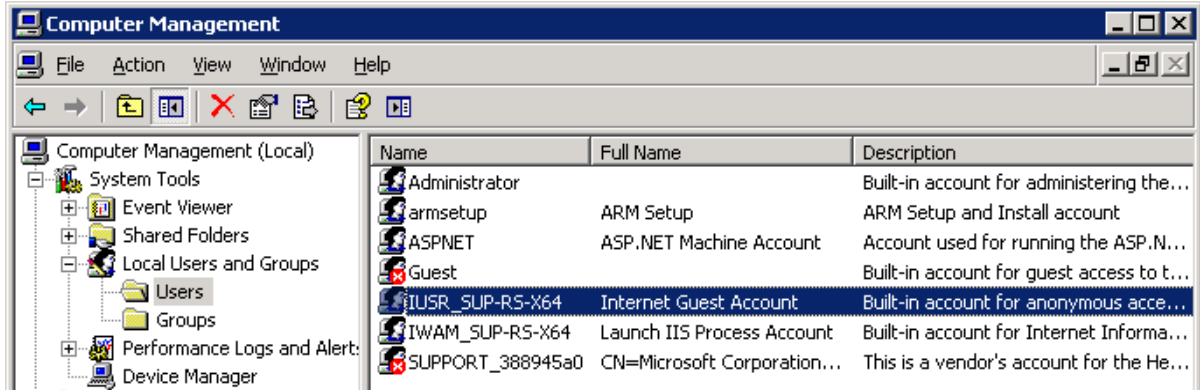 Computer Management
File Action View Window Help
Computer Management (Local)
System Tools
Event Viewer
Shared Folders
Local Users and Groups
Users
Groups
Performance Logs and Alert:
Device Manager
Name Full Name Description
Administrator Built-in account for administering the...
armsetup ARM Setup ARM Setup and Install account
ASPNET ASP.NET Machine Account Account used for running the ASP.N...
Guest Built-in account for guest access to t...
IUSR_SUP-RS-X64 Internet Guest Account Built-in account for anonymous acce...
IWAM_SUP-RS-X64 Launch IIS Process Account Built-in account for Internet Informa...
SUPPORT_388945a0 CN=Microsoft Corporation... This is a vendor's account for the He...